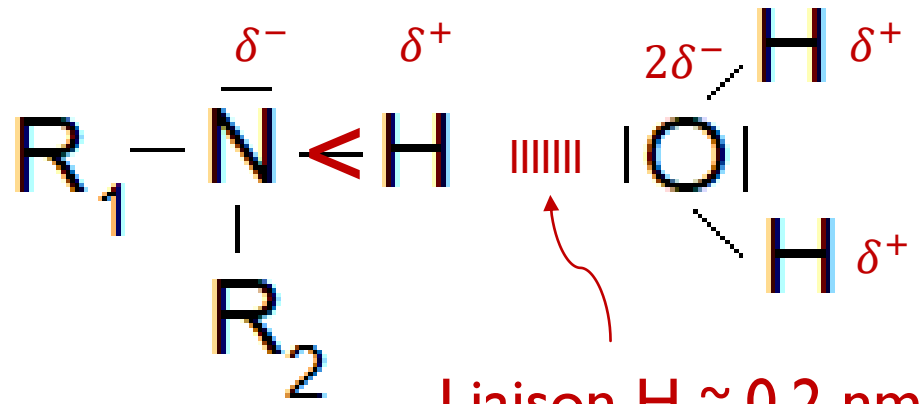 δ⁻ δ⁺ 2δ⁻ H δ⁺
R₁ — N < H ||||||| |O|
R₂ H δ⁺
Liaison H ~ 0.2 nm